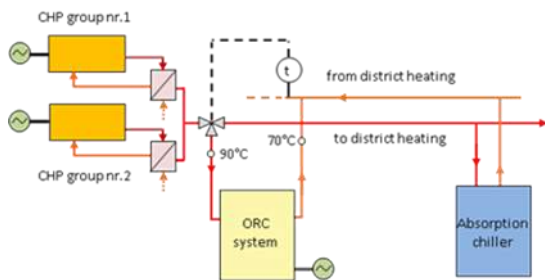 CHP group nr.1
t
from district heating
to district heating
90°C
70°C
CHP group nr.2
ORC
system
Absorption
chiller